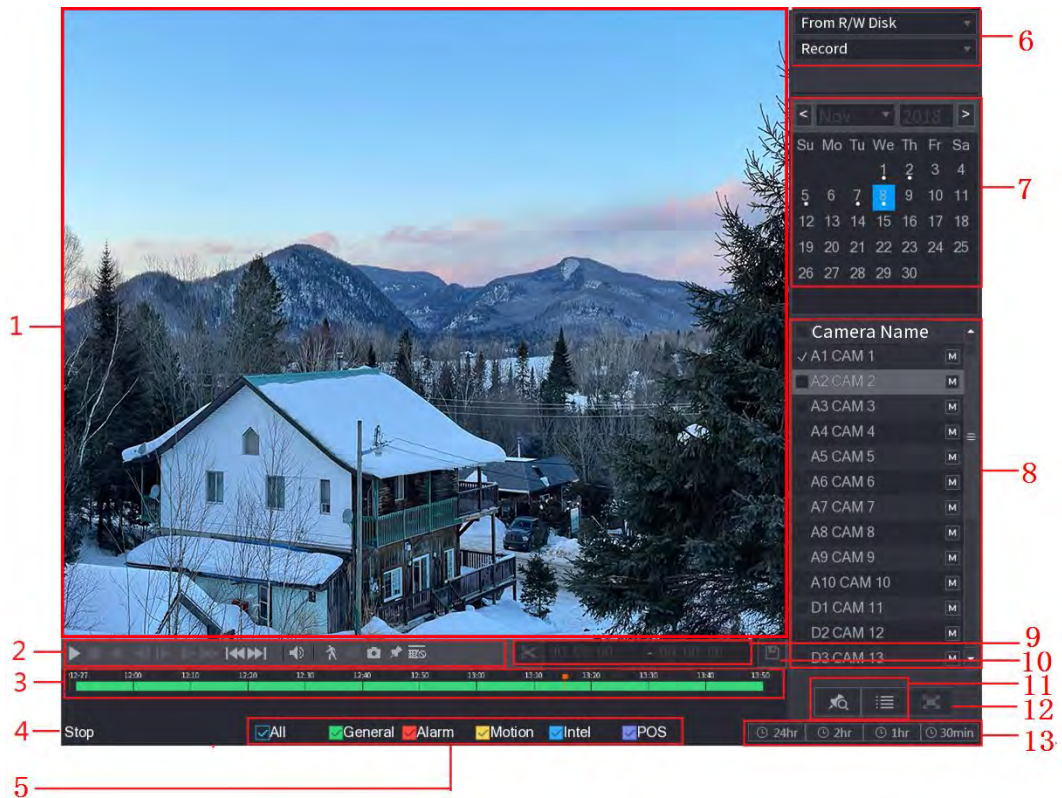 From R/W Disk
Record
6
< Nov 2018 >
Su Mo Tu We Th Fr Sa
1 2 3 4
5 6 7 8 9 10 11
12 13 14 15 16 17 18
19 20 21 22 23 24 25
26 27 28 29 30
7
1
Camera Name
A1 CAM 1 M
A2 CAM 2 M
A3 CAM 3 M
A4 CAM 4 M
A5 CAM 5 M
A6 CAM 6 M
A7 CAM 7 M
A8 CAM 8 M
A9 CAM 9 M
A10 CAM 10 M
D1 CAM 11 M
D2 CAM 12 M
D3 CAM 13 M
8
2
9
10
3
12:00 12:10 12:20 12:30 12:40 12:50 13:00 13:10 13:20 13:30 13:40 13:50
11
12
4
Stop
All General Alarm Motion Intel POS
24hr 2hr 1hr 30min
13
5